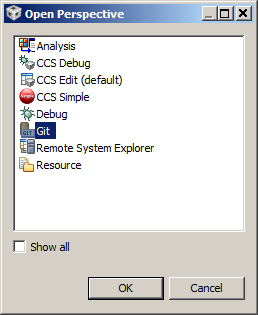 Open Perspective
Analysis
CCS Debug
CCS Edit (default)
CCS Simple
Debug
Git
Remote System Explorer
Resource
Show all
OK
Cancel